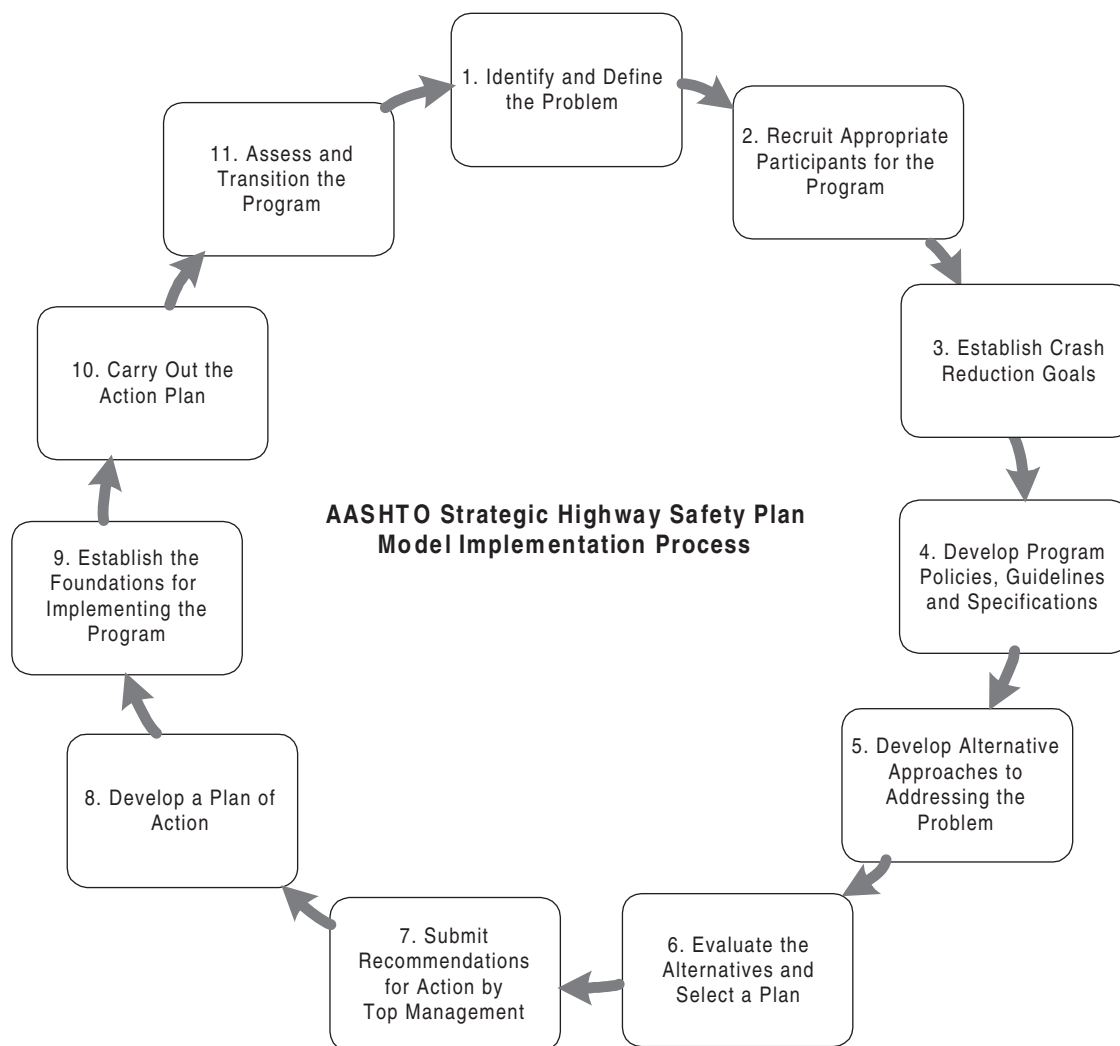 1. Identify and Define
the Problem
2. Recruit Appropriate
Participants for the
Program
3. Establish Crash
Reduction Goals
4. Develop Program
Policies, Guidelines
and Specifications
5. Develop Alternative
Approaches to
Addressing the
Problem
6. Evaluate the
Alternatives and
Select a Plan
7. Submit
Recommendations
for Action by
Top Management
8. Develop a Plan of
Action
9. Establish the
Foundations for
Implementing the
Program
10. Carry Out the
Action Plan
11. Assess and
Transition the
Program
AASHTO Strategic Highway Safety Plan
Model Implementation Process